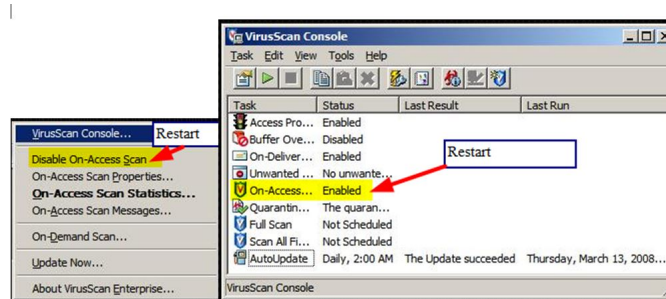 VirusScan Console...
Restart
Disable On-Access Scan
On-Access Scan Properties...
On-Access Scan Statistics...
On-Access Scan Messages...
On-Demand Scan...
Update Now...
About VirusScan Enterprise...
VirusScan Console
Task Edit View Tools Help
Task Status Last Result Last Run
Access Pro... Enabled
Buffer Ove... Disabled
On-Deliver... Enabled
Restart
Unwanted ... No unwante...
On-Access... Enabled
Quarantin... The quaran...
Full Scan Not Scheduled
Scan All Fi... Not Scheduled
AutoUpdate Daily, 2:00 AM The Update succeeded Thursday, March 13, 2008...
VirusScan Console